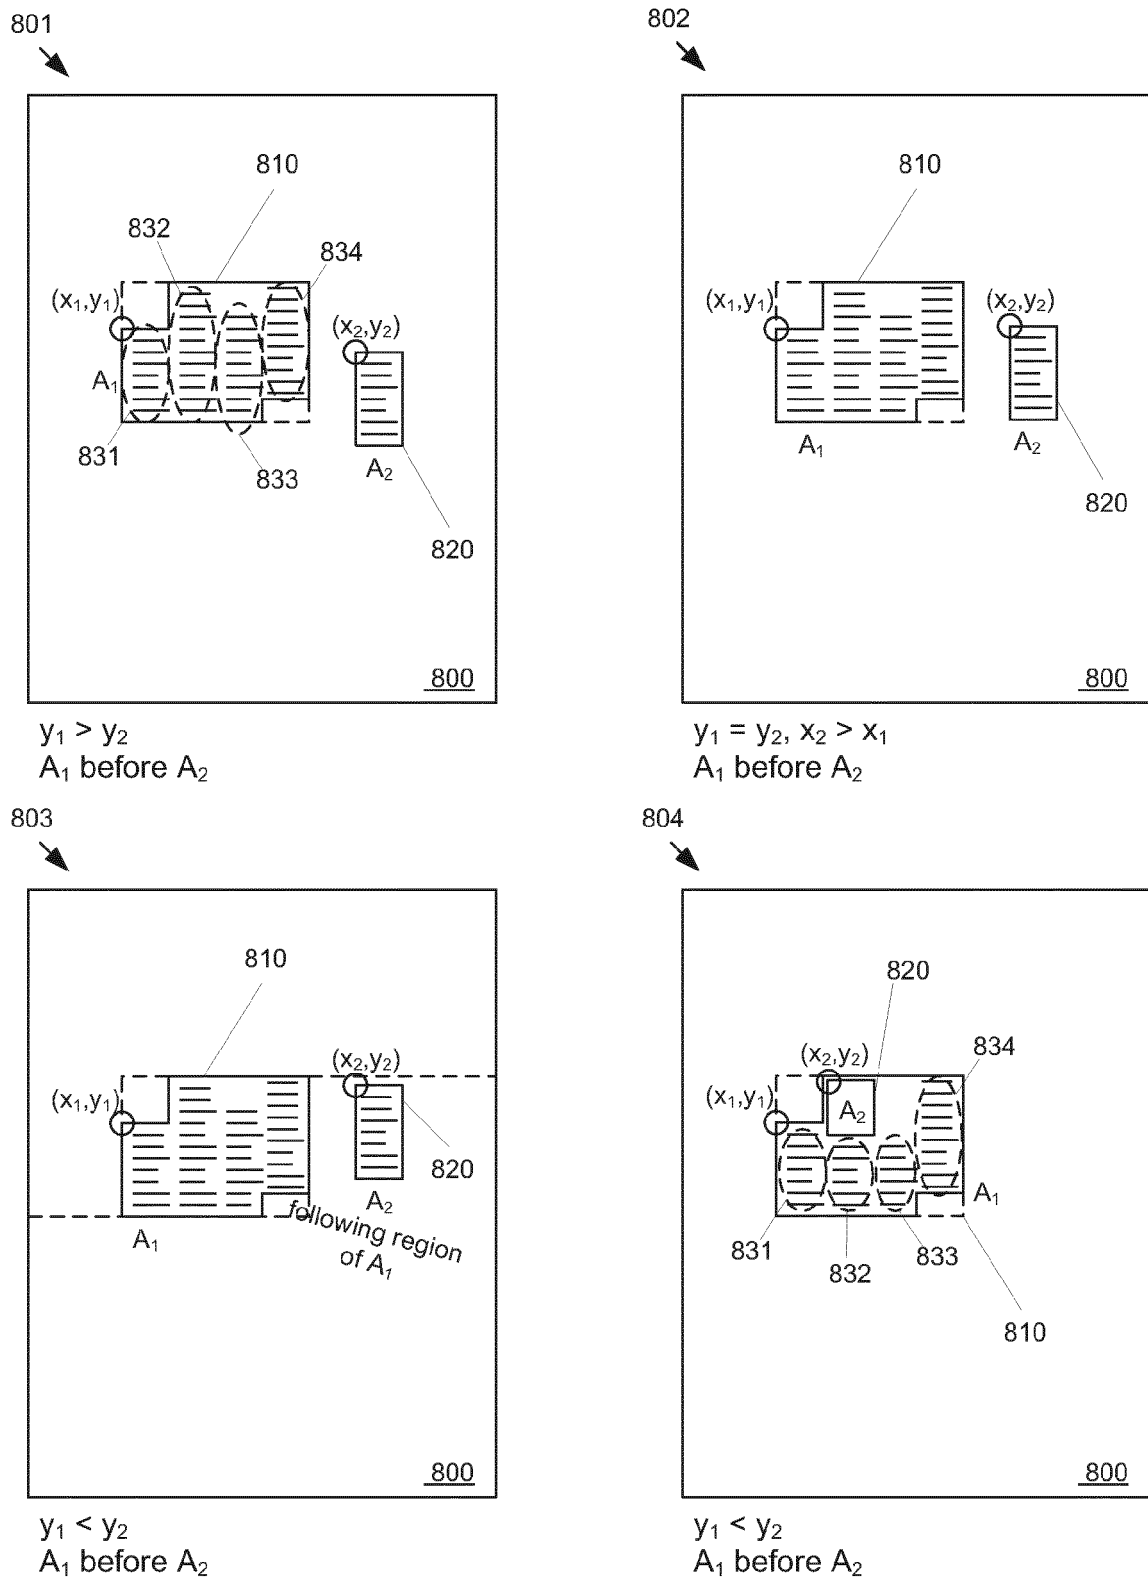 801
810
832
834
(x₁,y₁)
(x₂,y₂)
A₁
831
833
A₂
820
800
y₁ > y₂
A₁ before A₂
802
810
(x₁,y₁)
(x₂,y₂)
A₁
A₂
820
800
y₁ = y₂, x₂ > x₁
A₁ before A₂
803
810
(x₂,y₂)
(x₁,y₁)
820
A₂
A₁
following region
of A₁
800
y₁ < y₂
A₁ before A₂
804
820
834
(x₂,y₂)
(x₁,y₁)
A₂
A₁
831
832
833
810
800
y₁ < y₂
A₁ before A₂